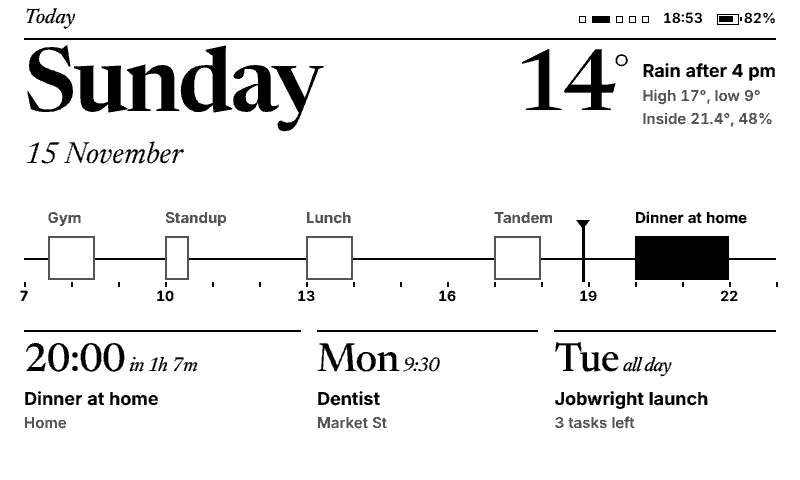 Today
18:53 82%
Sunday
14°
Rain after 4 pm
High 17°, low 9°
Inside 21.4°, 48%
15 November
Gym Standup Lunch Tandem Dinner at home
7 10 13 16 19 22
20:00 in 1h 7m
Dinner at home
Home
Mon 9:30
Dentist
Market St
Tue all day
Jobwright launch
3 tasks left